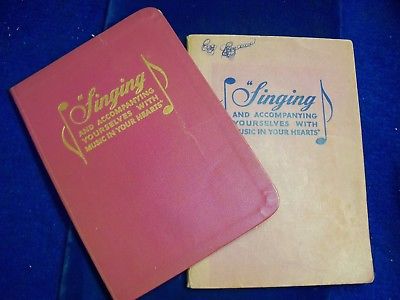 "Singing
AND ACCOMPANYING
YOURSELVES WITH
MUSIC IN YOUR HEARTS"
"Singing
AND ACCOMPANYING
YOURSELVES WITH
MUSIC IN YOUR HEARTS"